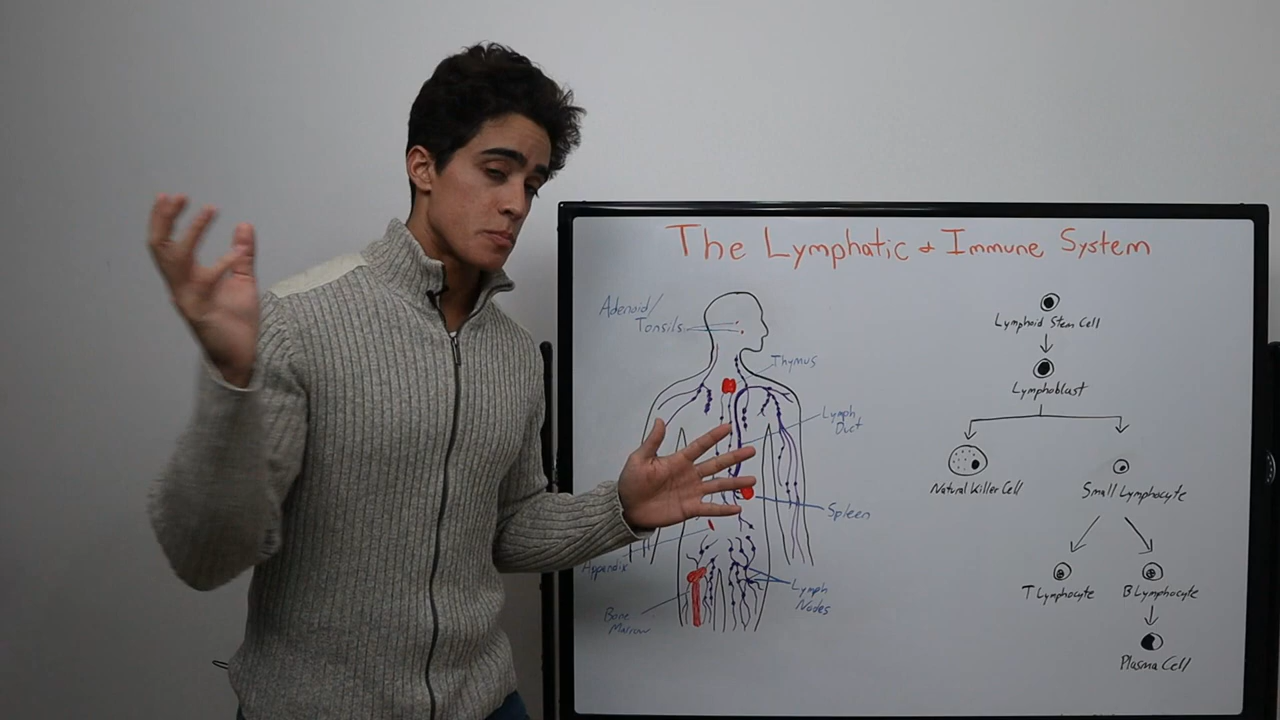 The Lymphatic & Immune System
Adenoid/
Tonsils
Thymus
Lymph
Duct
Spleen
Appendix
Lymph
Nodes
Bone
Marrow
Lymphoid Stem Cell
Lymphoblast
Natural Killer Cell
Small Lymphocyte
T Lymphocyte
B Lymphocyte
Plasma Cell